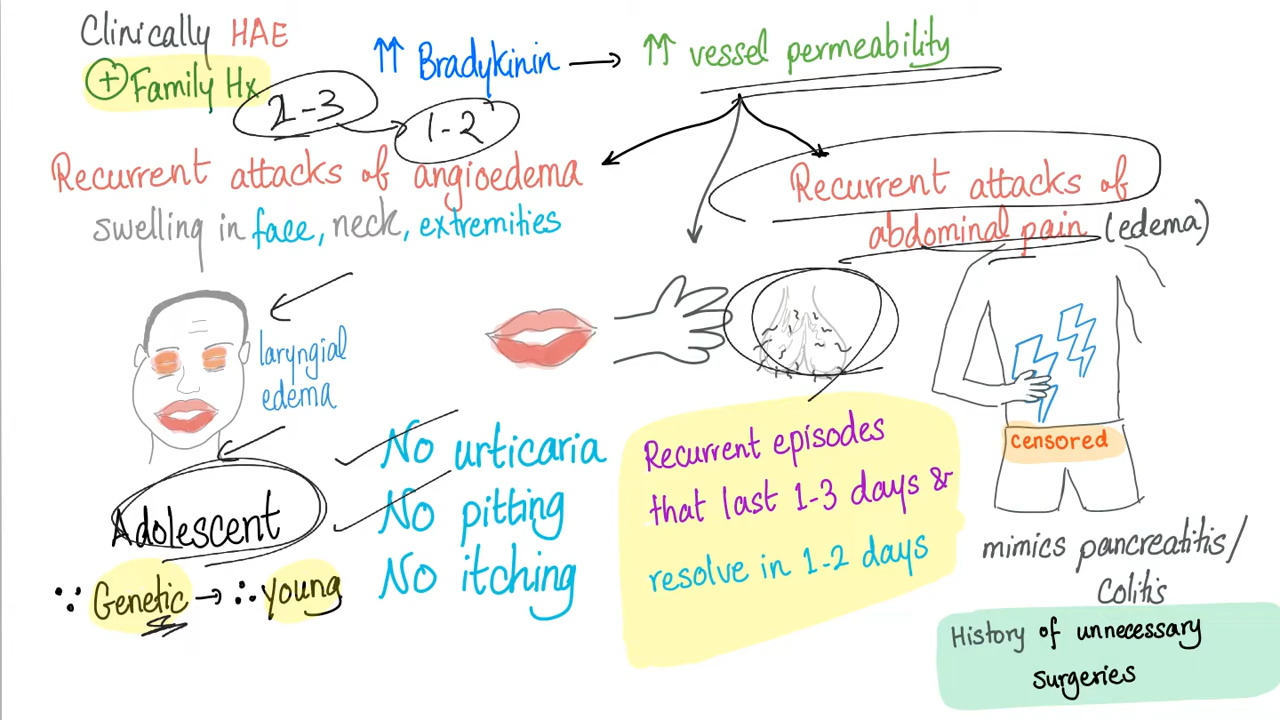 Clinically HAE
⊕ Family Hx
2-3
1-2
↑↑ Bradykinin → ↑↑ vessel permeability
Recurrent attacks of angioedema
swelling in face, neck, extremities
Recurrent attacks of
abdominal pain (edema)
laryngial
edema
Adolescent
∵ Genetic → ∴ young
No urticaria
No pitting
No itching
Recurrent episodes
that last 1-3 days &
resolve in 1-2 days
censored
mimics pancreatitis/
colitis
History of unnecessary
surgeries